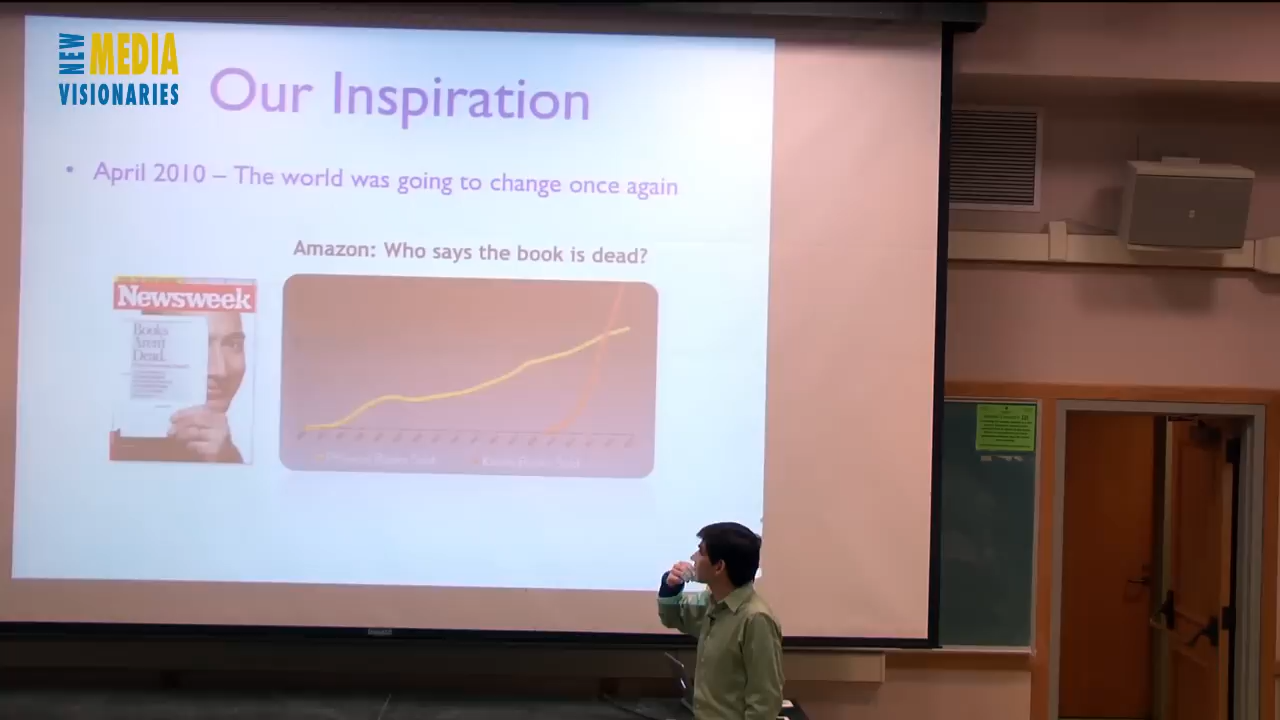 NEW MEDIA
VISIONARIES
Our Inspiration
• April 2010 – The world was going to change once again
Amazon: Who says the book is dead?
Newsweek
Books
Aren't
Dead.